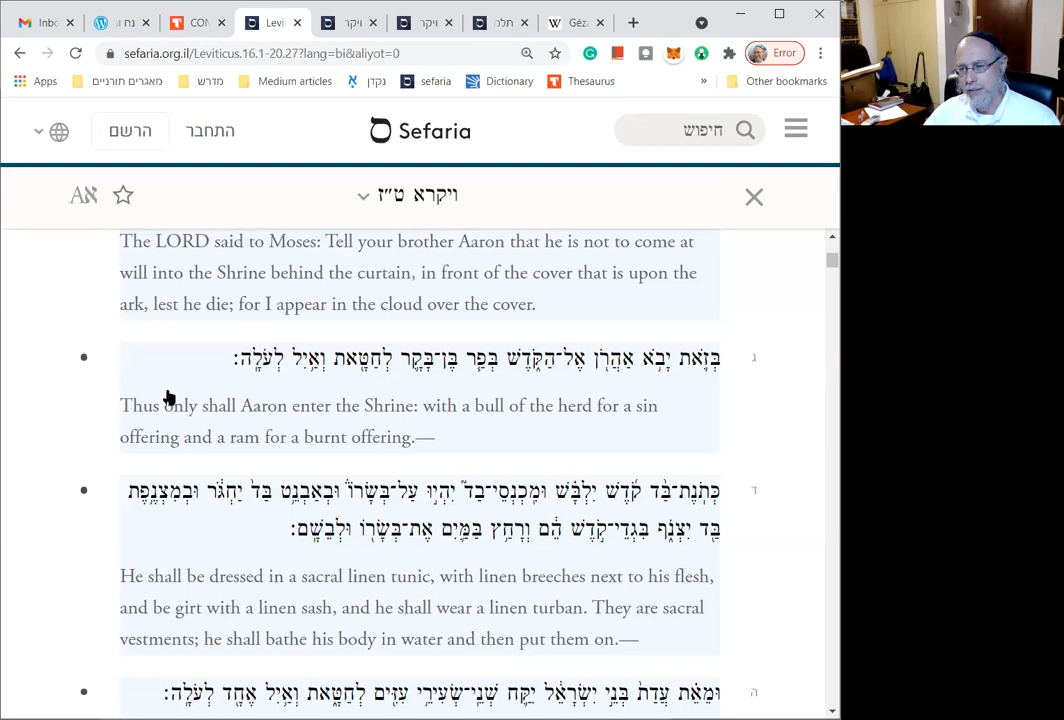 Inbo
נח וו
CON
Levi
ויקר
ויקר
תלמ
Géza
sefaria.org.il/Leviticus.16.1-20.27?lang=bi&aliyot=0
Error
Apps
מאגרים תורניים
מדרש
Medium articles
נקדן
sefaria
Dictionary
Thesaurus
»
Other bookmarks
הרשם
התחבר
Sefaria
חיפוש
ויקרא ט״ז
The LORD said to Moses: Tell your brother Aaron that he is not to come at
will into the Shrine behind the curtain, in front of the cover that is upon the
ark, lest he die; for I appear in the cloud over the cover.
ג
בְּזֹ֛את יָבֹ֥א אַהֲרֹ֖ן אֶל־הַקֹּ֑דֶשׁ בְּפַ֧ר בֶּן־בָּקָ֛ר לְחַטָּ֖את וְאַ֥יִל לְעֹלָֽה׃
Thus only shall Aaron enter the Shrine: with a bull of the herd for a sin
offering and a ram for a burnt offering.—
ד
כְּתֹֽנֶת־בַּ֨ד קֹ֜דֶשׁ יִלְבָּ֗שׁ וּמִֽכְנְסֵי־בַד֮ יִהְי֣וּ עַל־בְּשָׂרוֹ֒ וּבְאַבְנֵ֥ט בַּד֙ יַחְגֹּ֔ר וּבְמִצְנֶ֥פֶת
בַּ֖ד יִצְנֹ֑ף בִּגְדֵי־קֹ֣דֶשׁ הֵ֔ם וְרָחַ֥ץ בַּמַּ֛יִם אֶת־בְּשָׂר֖וֹ וּלְבֵשָֽׁם׃
He shall be dressed in a sacral linen tunic, with linen breeches next to his flesh,
and be girt with a linen sash, and he shall wear a linen turban. They are sacral
vestments; he shall bathe his body in water and then put them on.—
ה
וּמֵאֵ֗ת עֲדַת֙ בְּנֵ֣י יִשְׂרָאֵ֔ל יִקַּ֛ח שְׁנֵֽי־שְׂעִירֵ֥י עִזִּ֖ים לְחַטָּ֑את וְאַ֥יִל אֶחָ֖ד לְעֹלָֽה׃